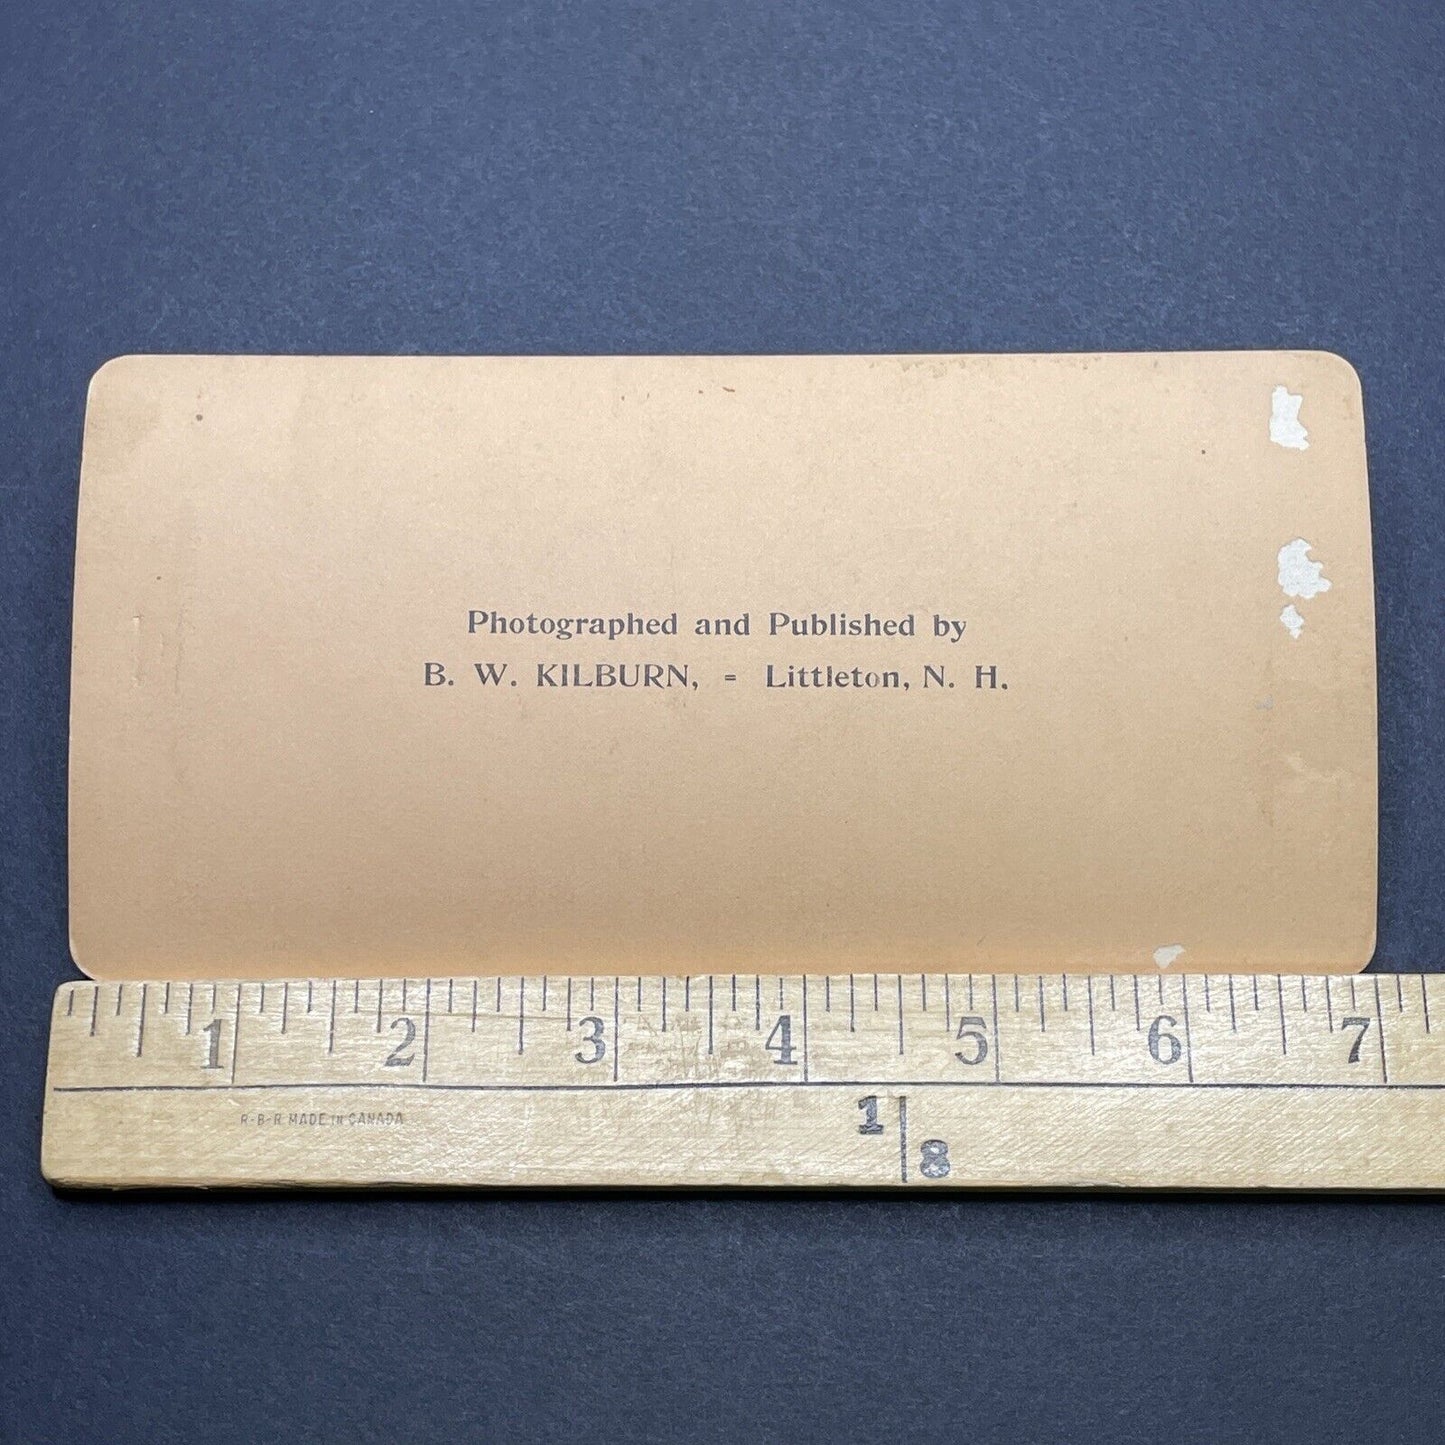 Photographed and Published by
B. W. KILBURN, = Littleton, N. H.
1 2 3 4 5 6 7
R-B-R MADE IN CANADA
1
8